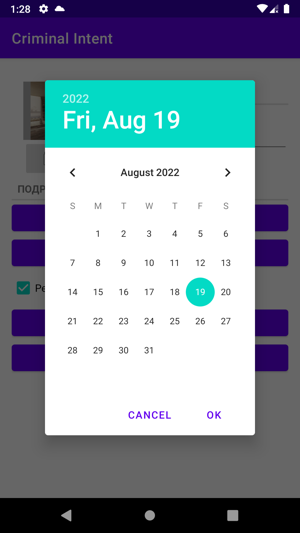 1:28
Criminal Intent
2022
Fri, Aug 19
ПОДР
August 2022
S M T W T F S
1 2 3 4 5 6
7 8 9 10 11 12 13
14 15 16 17 18 19 20
21 22 23 24 25 26 27
Ре
28 29 30 31
CANCEL OK